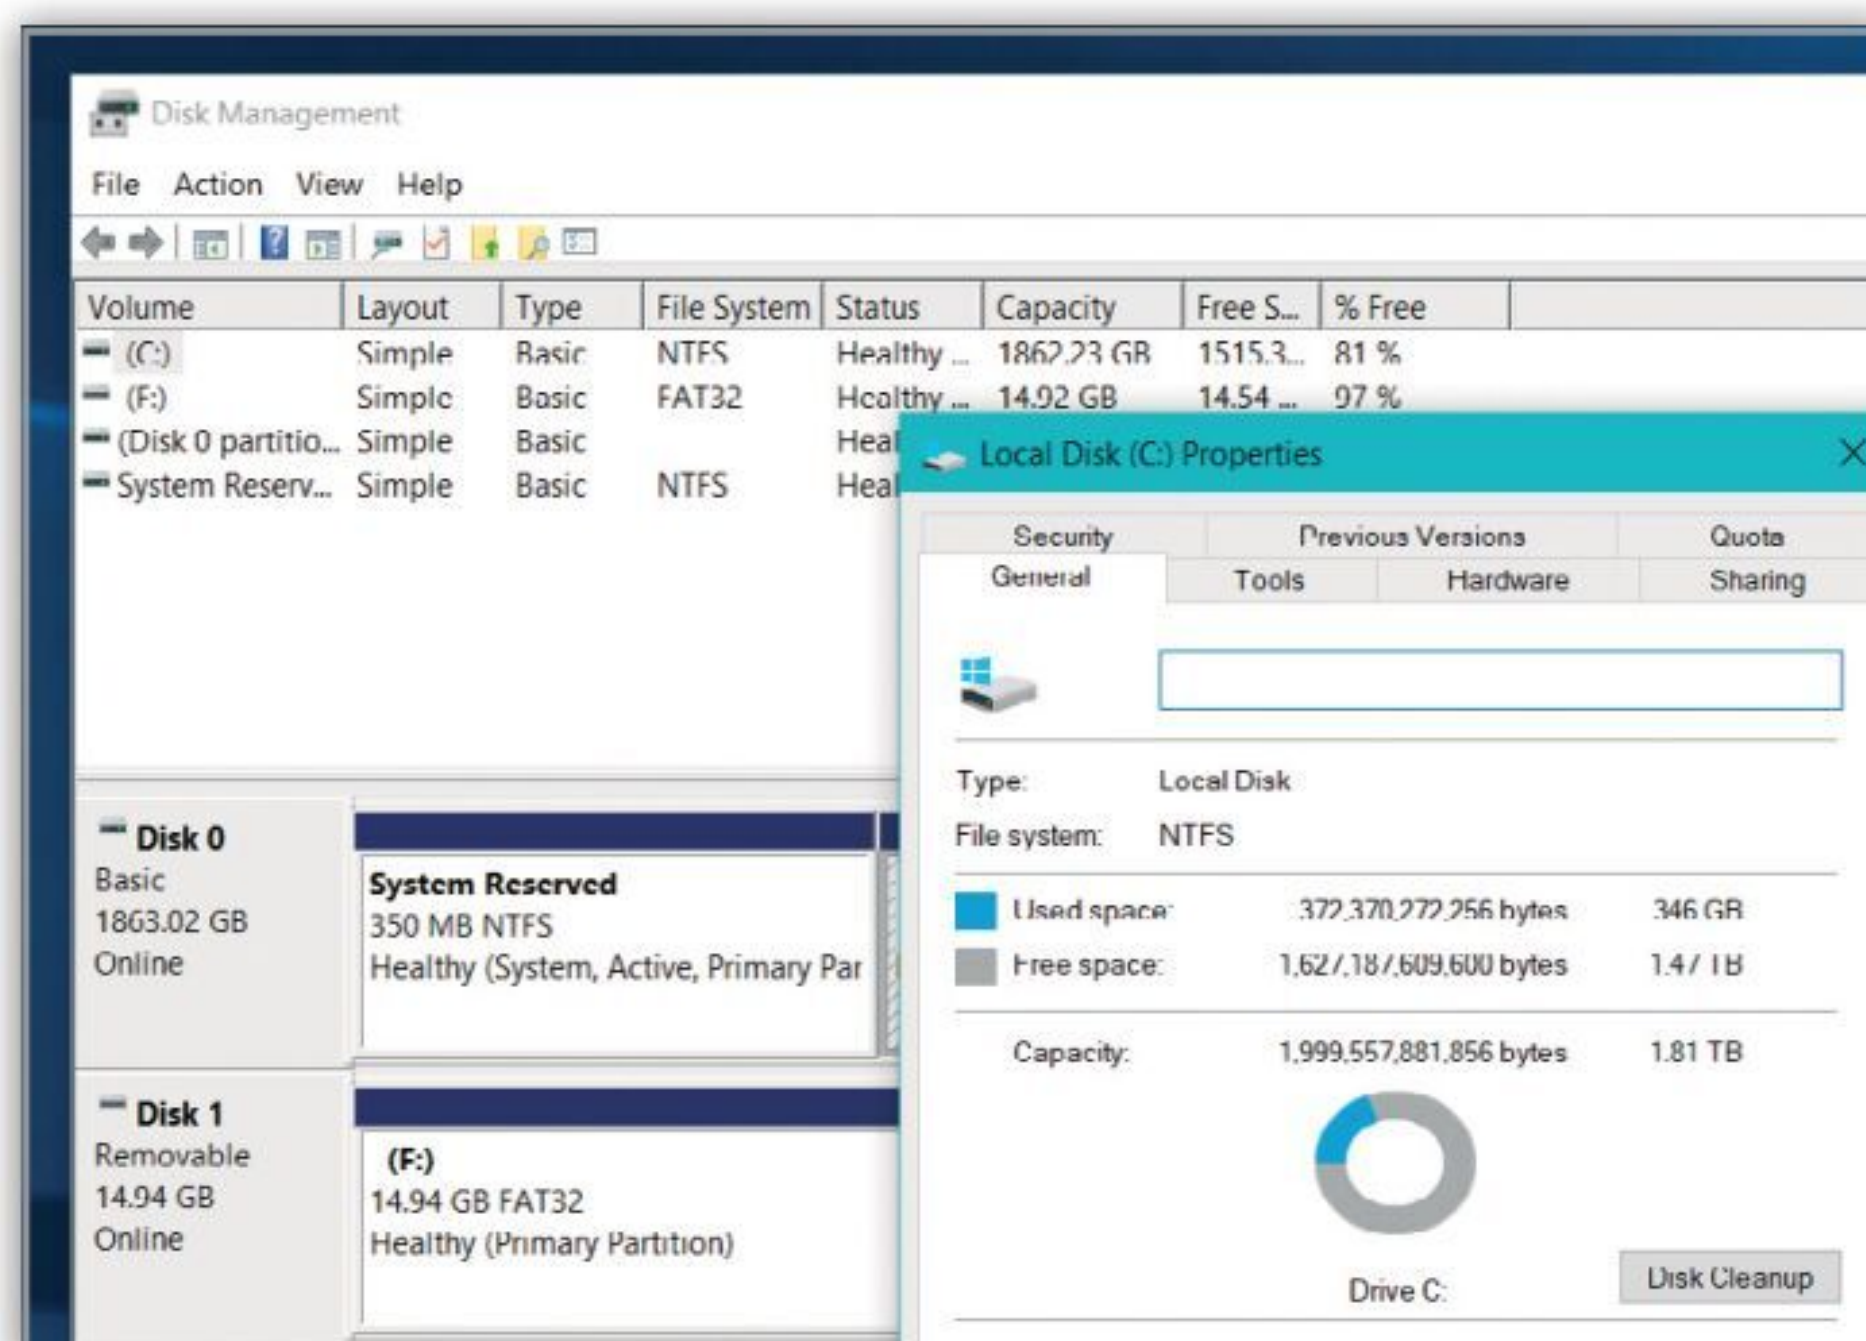 Disk Management
File Action View Help
Volume Layout Type File System Status Capacity Free S... % Free
(C:) Simple Basic NTFS Healthy ... 1862.23 GB 1515.3... 81 %
(F:) Simple Basic FAT32 Healthy ... 14.92 GB 14.54 ... 97 %
(Disk 0 partitio... Simple Basic Heal
System Reserv... Simple Basic NTFS Heal
Local Disk (C:) Properties
Security Previous Versions Quota
General Tools Hardware Sharing
Type: Local Disk
File system: NTFS
Used space: 372,370,272,256 bytes 346 GB
Free space: 1,627,187,609,600 bytes 1.47 TB
Capacity: 1,999,557,881,856 bytes 1.81 TB
Drive C:
Disk Cleanup
Disk 0
Basic
1863.02 GB
Online
System Reserved
350 MB NTFS
Healthy (System, Active, Primary Par
Disk 1
Removable
14.94 GB
Online
(F:)
14.94 GB FAT32
Healthy (Primary Partition)